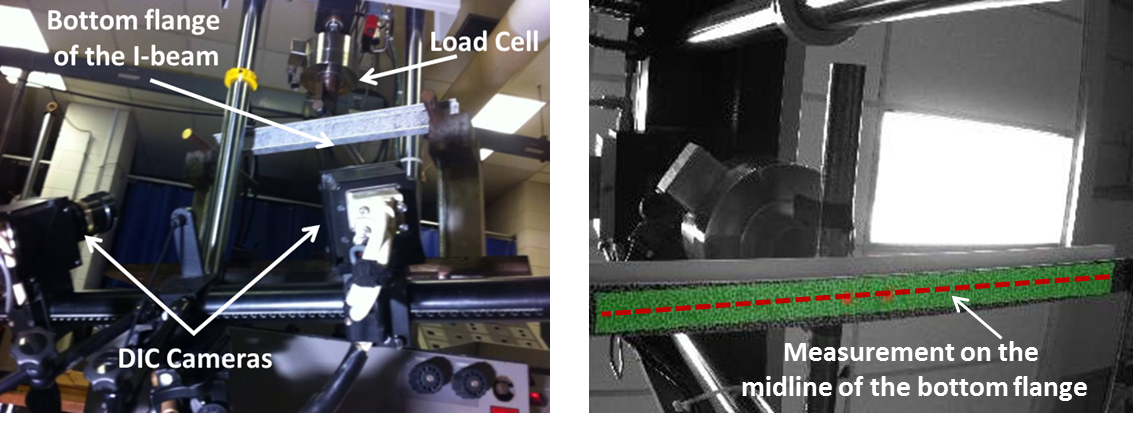 Bottom flange
of the I-beam
Load Cell
DIC Cameras
Measurement on the
midline of the bottom flange